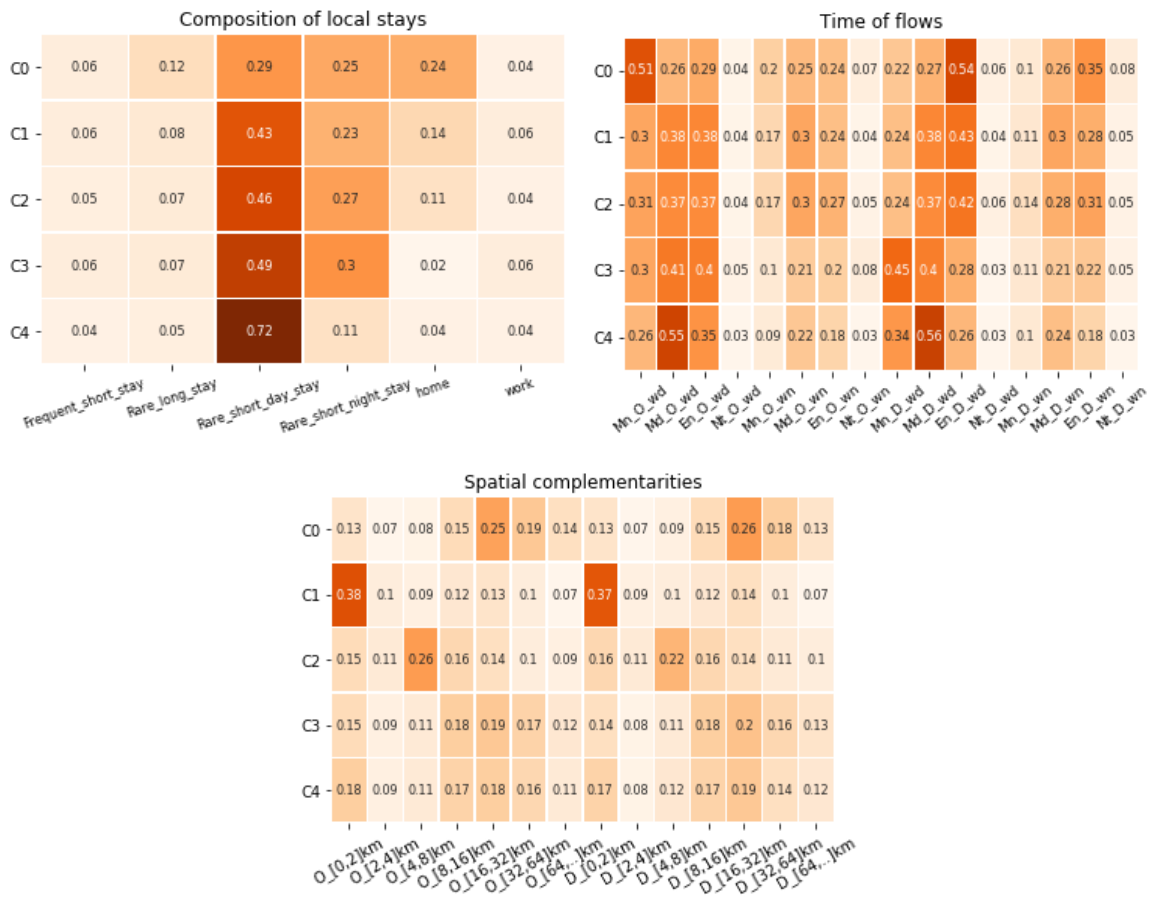 Composition of local stays
C0 0.06 0.12 0.29 0.25 0.24 0.04
C1 0.06 0.08 0.43 0.23 0.14 0.06
C2 0.05 0.07 0.46 0.27 0.11 0.04
C3 0.06 0.07 0.49 0.3 0.02 0.06
C4 0.04 0.05 0.72 0.11 0.04 0.04
Frequent_short_stay Rare_long_stay Rare_short_day_stay Rare_short_night_stay home work
Time of flows
C0 0.51 0.26 0.29 0.04 0.2 0.25 0.24 0.07 0.22 0.27 0.54 0.06 0.1 0.26 0.35 0.08
C1 0.3 0.38 0.38 0.04 0.17 0.3 0.24 0.04 0.24 0.38 0.43 0.04 0.11 0.3 0.28 0.05
C2 0.31 0.37 0.37 0.04 0.17 0.3 0.27 0.05 0.24 0.37 0.42 0.06 0.14 0.28 0.31 0.05
C3 0.3 0.41 0.4 0.05 0.1 0.21 0.2 0.08 0.45 0.4 0.28 0.03 0.11 0.21 0.22 0.05
C4 0.26 0.55 0.35 0.03 0.09 0.22 0.18 0.03 0.34 0.56 0.26 0.03 0.1 0.24 0.18 0.03
Mn_O_wd Md_O_wd En_O_wd Nt_O_wd Mn_O_wn Md_O_wn En_O_wn Nt_O_wn Mn_D_wd Md_D_wd En_D_wd Nt_D_wd Mn_D_wn Md_D_wn En_D_wn Nt_D_wn
Spatial complementarities
C0 0.13 0.07 0.08 0.15 0.25 0.19 0.14 0.13 0.07 0.09 0.15 0.26 0.18 0.13
C1 0.38 0.1 0.09 0.12 0.13 0.1 0.07 0.37 0.09 0.1 0.12 0.14 0.1 0.07
C2 0.15 0.11 0.26 0.16 0.14 0.1 0.09 0.16 0.11 0.22 0.16 0.14 0.11 0.1
C3 0.15 0.09 0.11 0.18 0.19 0.17 0.12 0.14 0.08 0.11 0.18 0.2 0.16 0.13
C4 0.18 0.09 0.11 0.17 0.18 0.16 0.11 0.17 0.08 0.12 0.17 0.19 0.14 0.12
O_[0,2]km O_[2,4]km O_[4,8]km O_[8,16]km O_[16,32]km O_[32,64]km O_[64,..]km D_[0,2]km D_[2,4]km D_[4,8]km D_[8,16]km D_[16,32]km D_[32,64]km D_[64,..]km